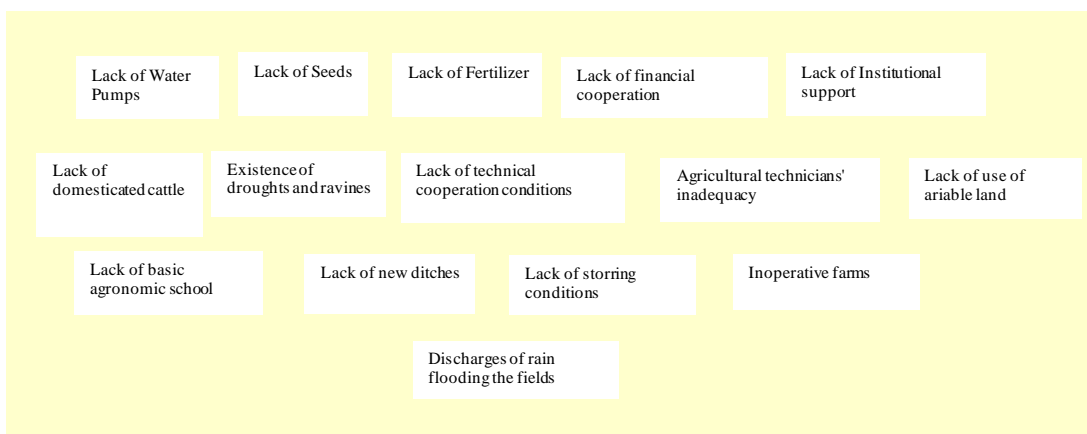 Lack of Water
Pumps
Lack of Seeds
Lack of Fertilizer
Lack of financial
cooperation
Lack of Institutional
support
Lack of
domesticated cattle
Existence of
droughts and ravines
Lack of technical
cooperation conditions
Agricultural technicians'
inadequacy
Lack of use of
ariable land
Lack of basic
agronomic school
Lack of new ditches
Lack of storring
conditions
Inoperative farms
Discharges of rain
flooding the fields